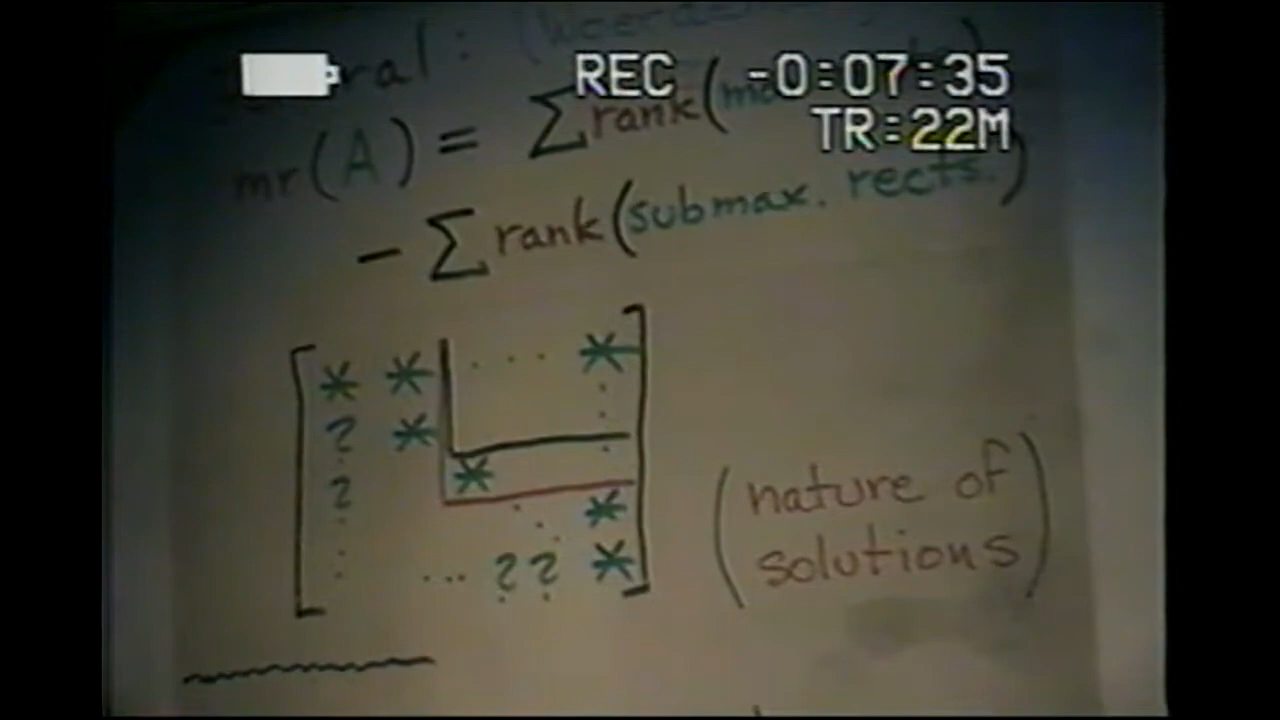 REC -0:07:35
TR:22M
mr(A) = ∑rank(
- ∑rank(submax. rects.)
* * . . . *
? *
?
*
*
... ? ? *
(nature of
solutions)